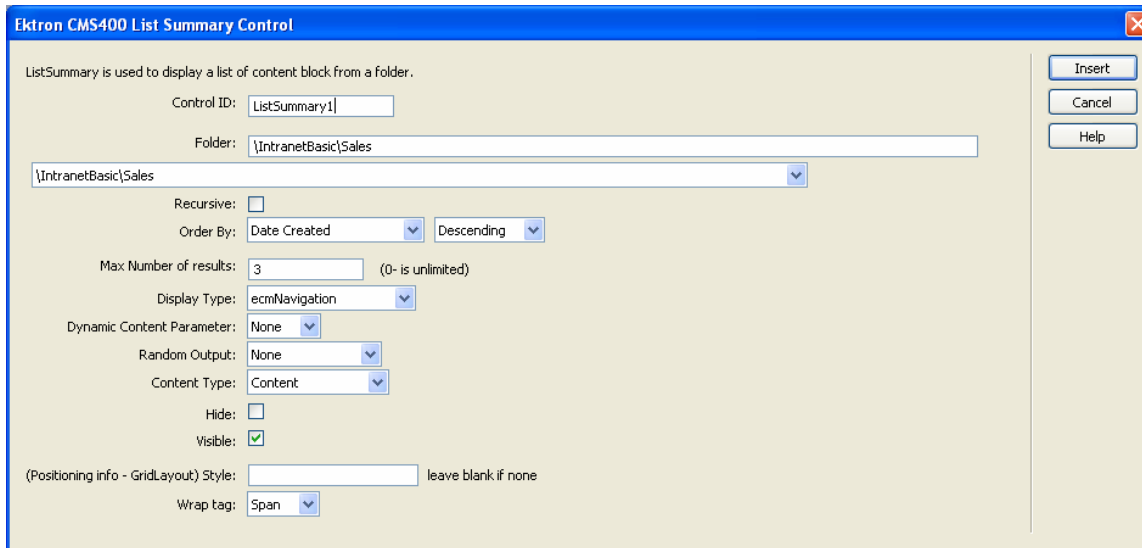 Ektron CMS400 List Summary Control
ListSummary is used to display a list of content block from a folder.
Insert
Control ID: ListSummary1
Cancel
Folder: \IntranetBasic\Sales
Help
\IntranetBasic\Sales
Recursive:
Order By: Date Created Descending
Max Number of results: 3 (0- is unlimited)
Display Type: ecmNavigation
Dynamic Content Parameter: None
Random Output: None
Content Type: Content
Hide:
Visible:
(Positioning info - GridLayout) Style: leave blank if none
Wrap tag: Span